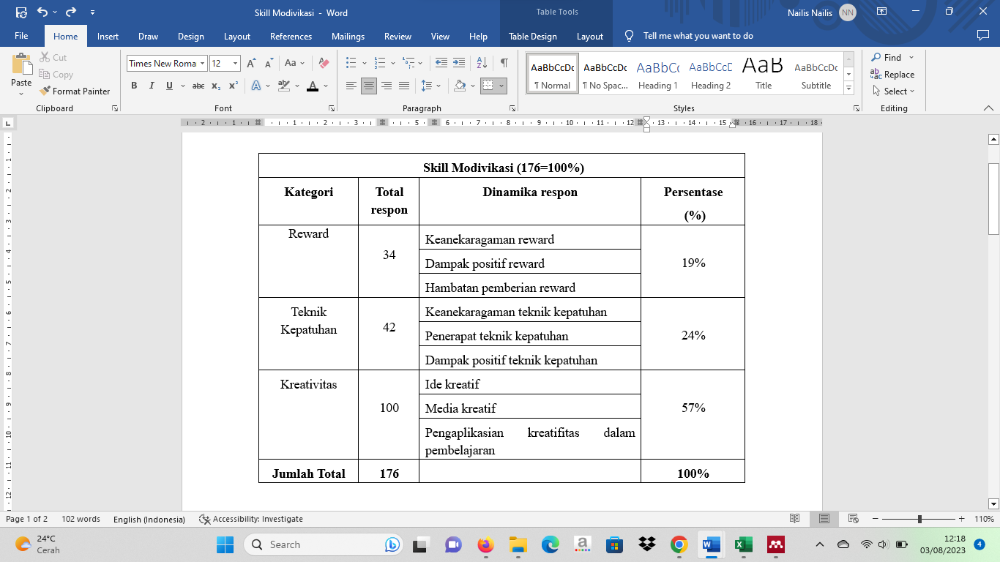 Skill Modivikasi - Word
Table Tools
Nailis Nailis
NN
File
Home
Insert
Draw
Design
Layout
References
Mailings
Review
View
Help
Table Design
Layout
Tell me what you want to do
Paste
Cut
Copy
Format Painter
Clipboard
Times New Roma
12
Font
Paragraph
AaBbCcDc
¶ Normal
AaBbCcDc
¶ No Spac...
AaBbCc
Heading 1
AaBbCcD
Heading 2
AaB
Title
AaBbCcDc
Subtitle
Styles
Find
Replace
Select
Editing
Skill Modivikasi (176=100%)
Kategori
Total
respon
Dinamika respon
Persentase
(%)
Reward
34
Keanekaragaman reward
Dampak positif reward
Hambatan pemberian reward
19%
Teknik
Kepatuhan
42
Keanekaragaman teknik kepatuhan
Penerapat teknik kepatuhan
Dampak positif teknik kepatuhan
24%
Kreativitas
100
Ide kreatif
Media kreatif
Pengaplikasian kreatifitas dalam
pembelajaran
57%
Jumlah Total 176 100%
Page 1 of 2
102 words
English (Indonesia)
Accessibility: Investigate
110%
24°C
Cerah
Search
12:18
03/08/2023
4